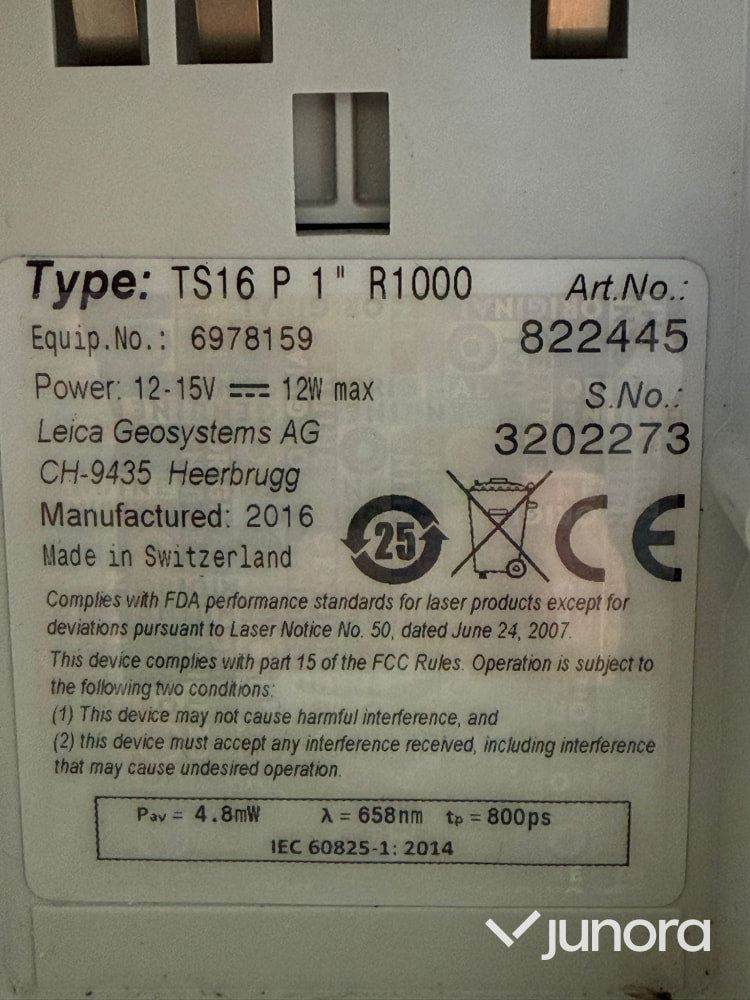 Type: TS16 P 1" R1000
Art.No.:
Equip.No.: 6978159
822445
Power: 12-15V 12W max
S.No.:
Leica Geosystems AG
3202273
CH-9435 Heerbrugg
Manufactured: 2016
25
CE
Made in Switzerland
Complies with FDA performance standards for laser products except for
deviations pursuant to Laser Notice No. 50, dated June 24, 2007.
This device complies with part 15 of the FCC Rules. Operation is subject to
the following two conditions:
(1) This device may not cause harmful interference, and
(2) this device must accept any interference received, including interference
that may cause undesired operation.
Pav = 4.8mW λ = 658nm tp = 800ps
IEC 60825-1: 2014
junora